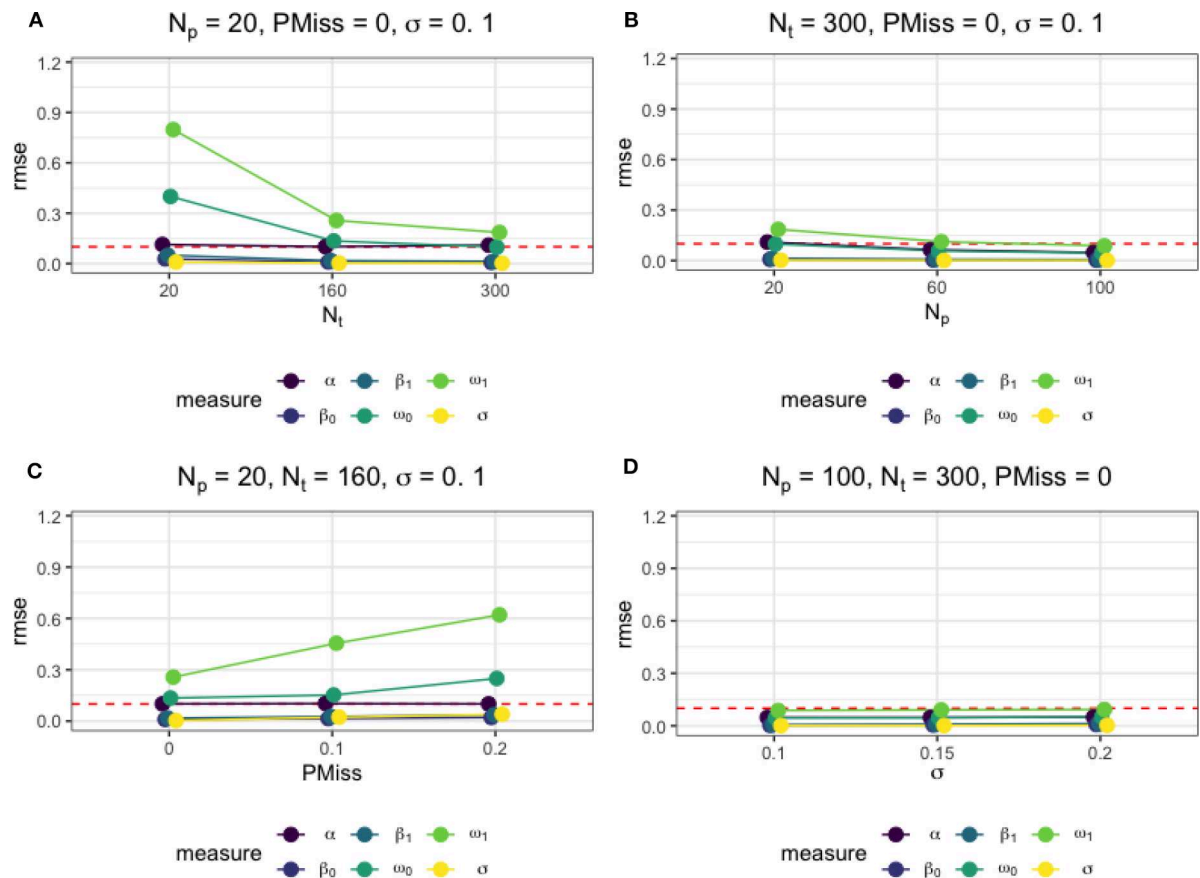 A
N_p = 20, PMiss = 0, σ = 0. 1
rmse
1.2
0.9
0.6
0.3
0.0
20
160
300
N_t
measure
α
β_1
ω_1
β_0
ω_0
σ
B
N_t = 300, PMiss = 0, σ = 0. 1
rmse
1.2
0.9
0.6
0.3
0.0
20
60
100
N_p
measure
α
β_1
ω_1
β_0
ω_0
σ
C
N_p = 20, N_t = 160, σ = 0. 1
rmse
1.2
0.9
0.6
0.3
0.0
0
0.1
0.2
PMiss
measure
α
β_1
ω_1
β_0
ω_0
σ
D
N_p = 100, N_t = 300, PMiss = 0
rmse
1.2
0.9
0.6
0.3
0.0
0.1
0.15
0.2
σ
measure
α
β_1
ω_1
β_0
ω_0
σ